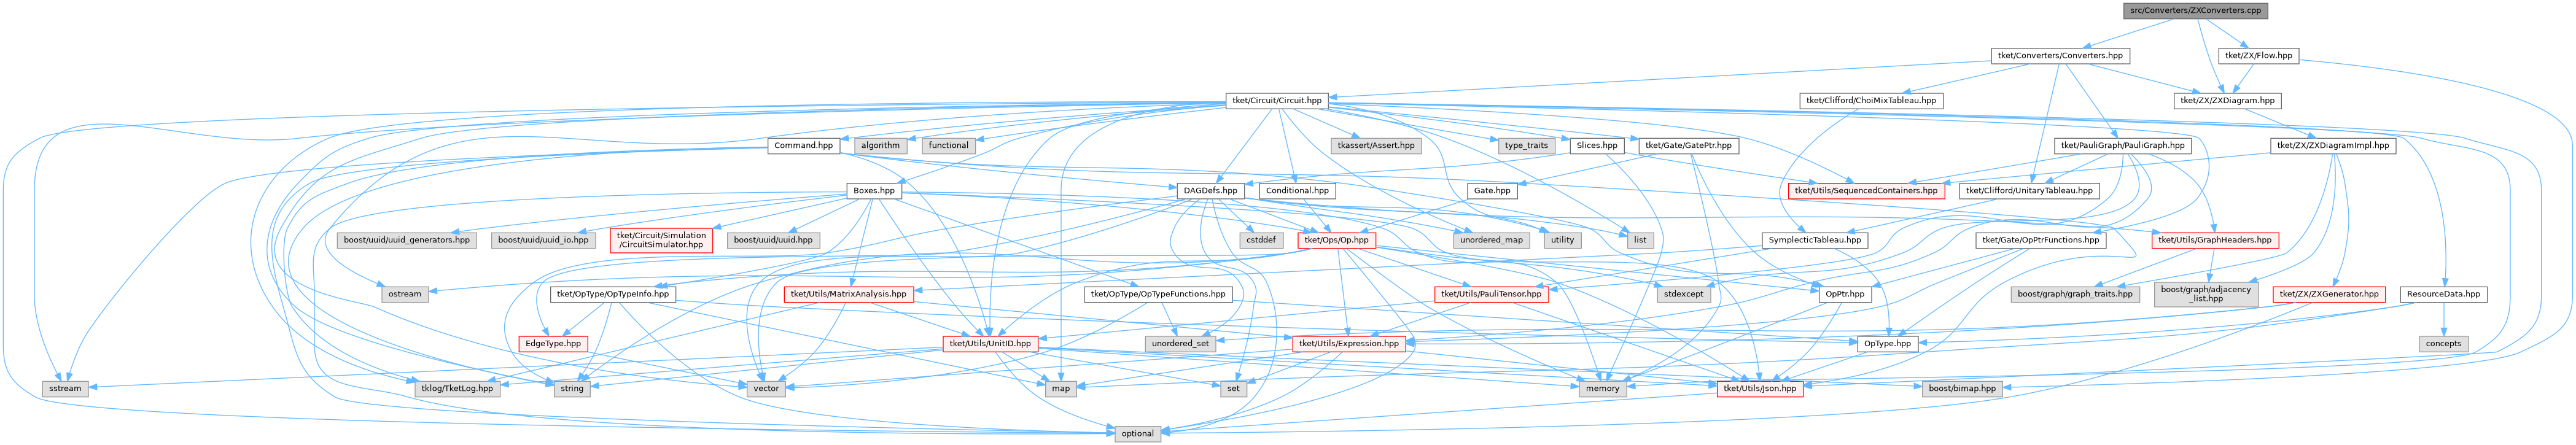 src/Converters/ZXConverters.cpp
tket/Converters/Converters.hpp
tket/ZX/Flow.hpp
tket/Circuit/Circuit.hpp
tket/Clifford/ChoiMixTableau.hpp
tket/ZX/ZXDiagram.hpp
Command.hpp
algorithm
functional
tkassert/Assert.hpp
type_traits
Slices.hpp
tket/Gate/GatePtr.hpp
tket/PauliGraph/PauliGraph.hpp
tket/ZX/ZXDiagramImpl.hpp
Boxes.hpp
DAGDefs.hpp
Conditional.hpp
Gate.hpp
tket/Utils/SequencedContainers.hpp
tket/Clifford/UnitaryTableau.hpp
boost/uuid/uuid_generators.hpp
boost/uuid/uuid_io.hpp
tket/Circuit/Simulation
/CircuitSimulator.hpp
boost/uuid/uuid.hpp
cstddef
tket/Ops/Op.hpp
unordered_map
utility
list
SymplecticTableau.hpp
tket/Gate/OpPtrFunctions.hpp
tket/Utils/GraphHeaders.hpp
ostream
tket/OpType/OpTypeInfo.hpp
tket/Utils/MatrixAnalysis.hpp
tket/OpType/OpTypeFunctions.hpp
tket/Utils/PauliTensor.hpp
stdexcept
OpPtr.hpp
boost/graph/graph_traits.hpp
boost/graph/adjacency
_list.hpp
tket/ZX/ZXGenerator.hpp
ResourceData.hpp
EdgeType.hpp
tket/Utils/UnitID.hpp
unordered_set
tket/Utils/Expression.hpp
OpType.hpp
concepts
sstream
tklog/TketLog.hpp
string
vector
map
set
memory
tket/Utils/Json.hpp
boost/bimap.hpp
optional